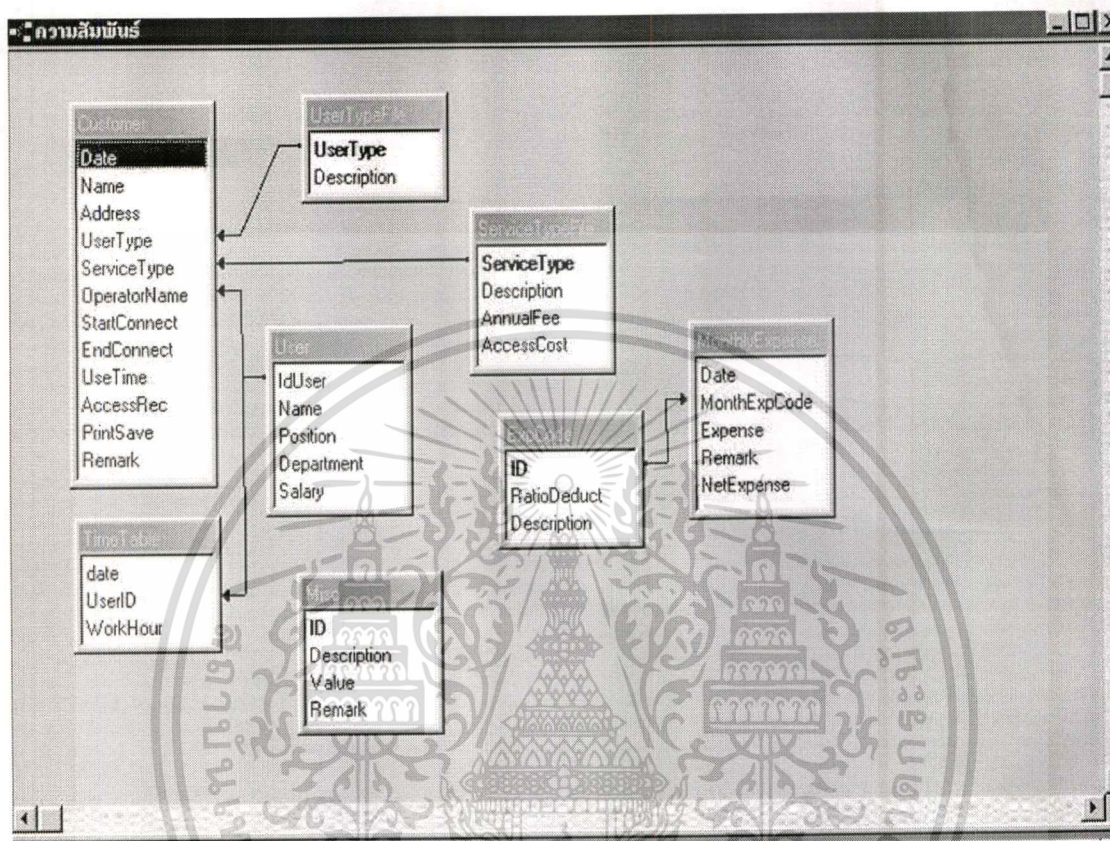 ความสัมพันธ์
Customer
Date
Name
Address
UserType
ServiceType
OperatorName
StartConnect
EndConnect
UseTime
AccessRec
PrintSave
Remark
UserTypeFile
UserType
Description
ServiceTypeFile
ServiceType
Description
AnnualFee
AccessCost
User
IdUser
Name
Position
Department
Salary
MonthlyExpense
Date
MonthExpCode
Expense
Remark
NetExpense
ExpCode
ID
RatioDeduct
Description
TimeTable
date
UserID
WorkHour
Misc
ID
Description
Value
Remark